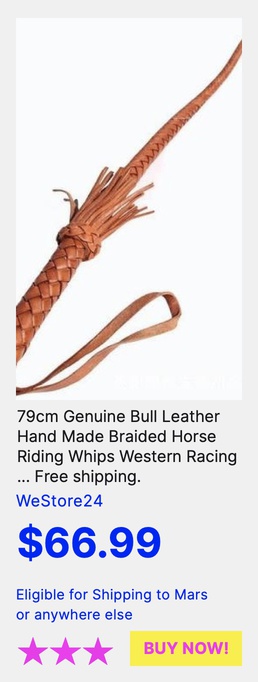 79cm Genuine Bull Leather
Hand Made Braided Horse
Riding Whips Western Racing
... Free shipping.
WeStore24
$66.99
Eligible for Shipping to Mars
or anywhere else
BUY NOW!